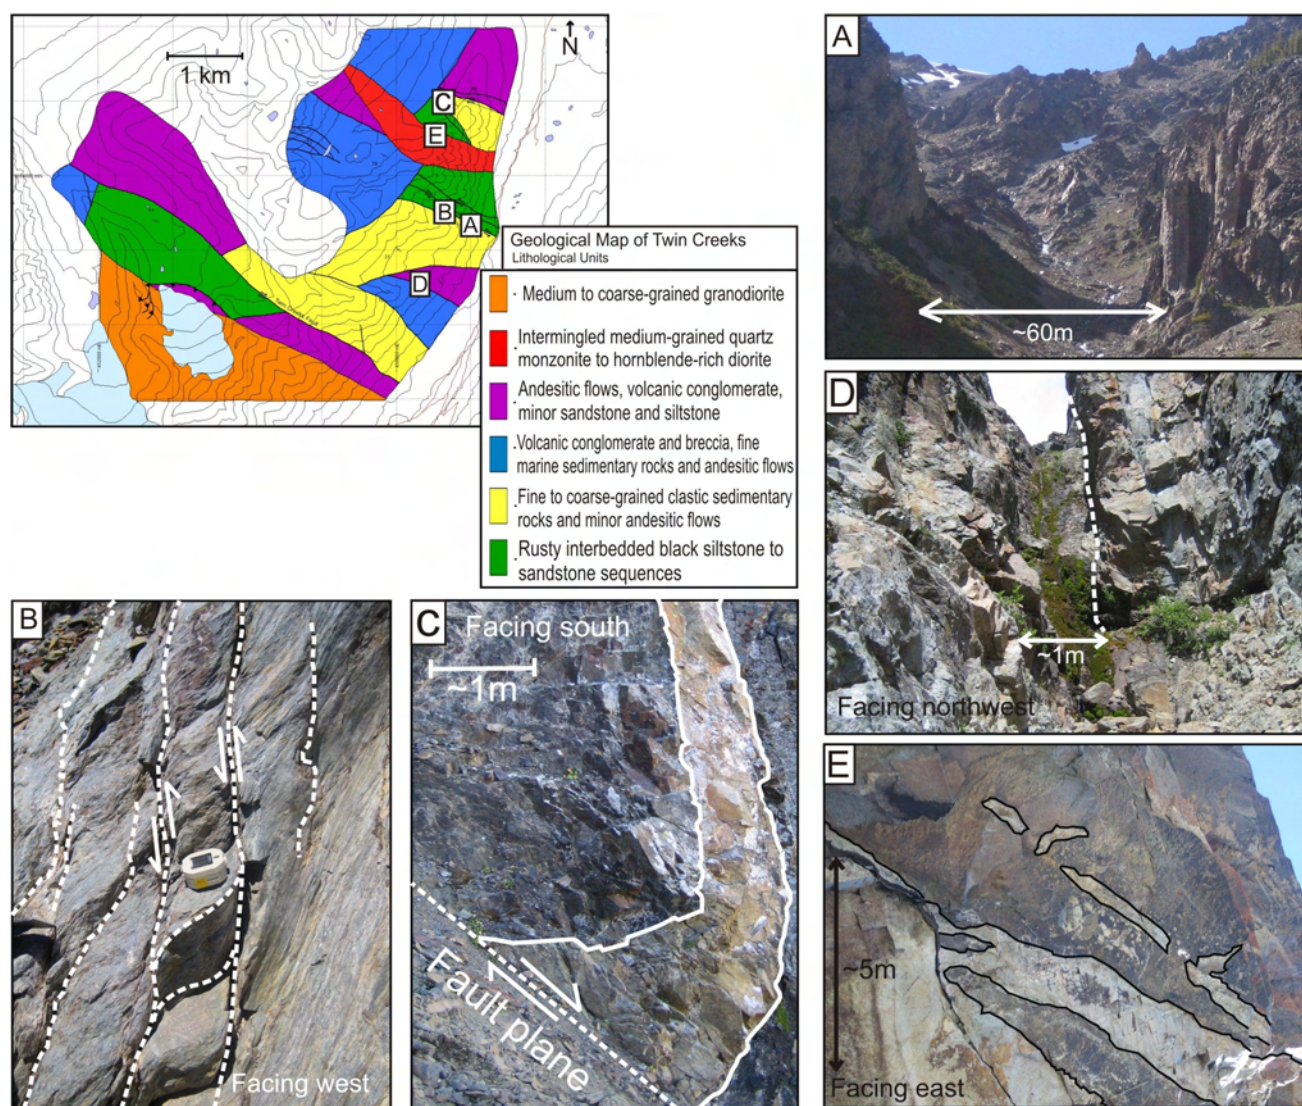 1 km
N
C
E
B
A
D
Twin Creeks Fault
Geological Map of Twin Creeks
Lithological Units
Medium to coarse-grained granodiorite
Intermingled medium-grained quartz
monzonite to hornblende-rich diorite
Andesitic flows, volcanic conglomerate,
minor sandstone and siltstone
Volcanic conglomerate and breccia, fine
marine sedimentary rocks and andesitic flows
Fine to coarse-grained clastic sedimentary
rocks and minor andesitic flows
Rusty interbedded black siltstone to
sandstone sequences
A
~60m
D
~1m
Facing northwest
B
Facing west
C
Facing south
~1m
Fault plane
E
~5m
Facing east